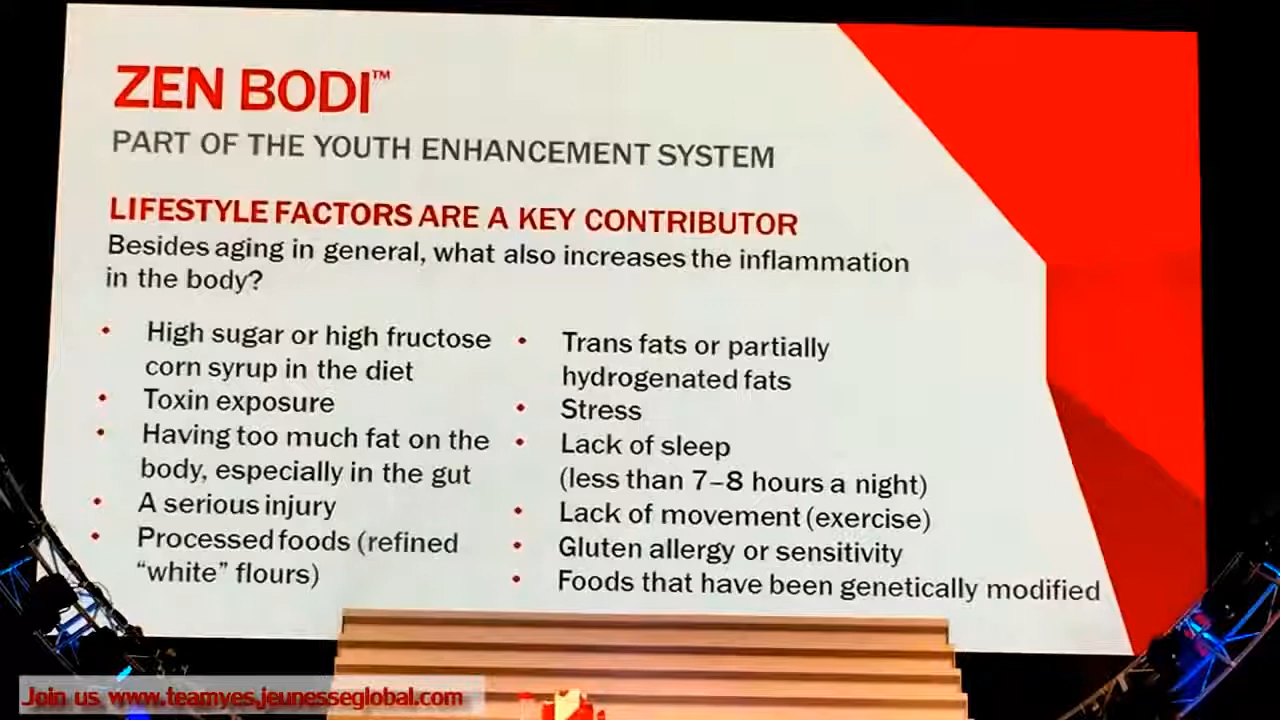 ZEN BODI™
PART OF THE YOUTH ENHANCEMENT SYSTEM
LIFESTYLE FACTORS ARE A KEY CONTRIBUTOR
Besides aging in general, what also increases the inflammation
in the body?
• High sugar or high fructose
corn syrup in the diet
• Toxin exposure
• Having too much fat on the
body, especially in the gut
• A serious injury
• Processed foods (refined
“white” flours)
• Trans fats or partially
hydrogenated fats
• Stress
• Lack of sleep
(less than 7–8 hours a night)
• Lack of movement (exercise)
• Gluten allergy or sensitivity
• Foods that have been genetically modified
Join us www.teamyes.jeunesseglobal.com